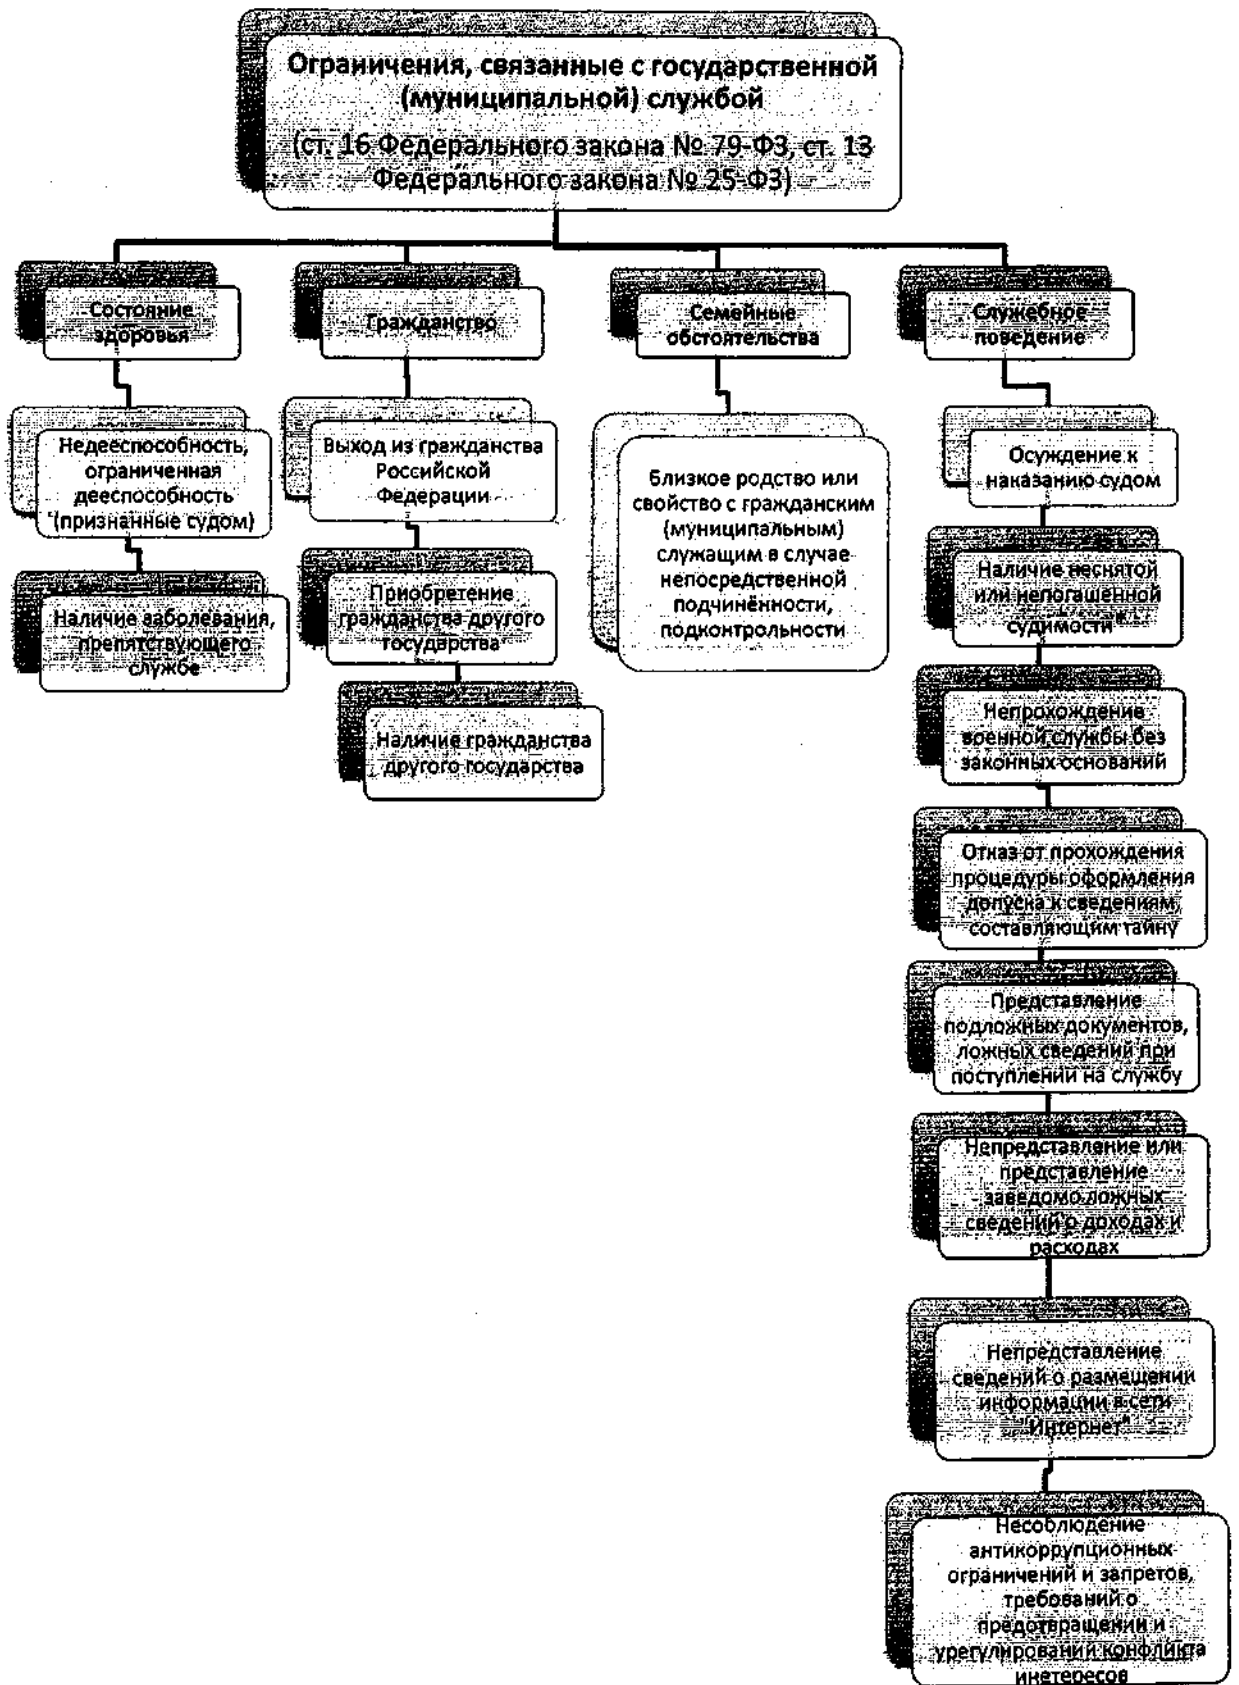 Ограничения, связанные с государственной
(муниципальной) службой
(ст. 16 Федерального закона № 79-ФЗ, ст. 13
Федерального закона № 25-ФЗ)
Состояние
здоровья
Недееспособность,
ограниченная
дееспособность
(признанные судом)
Наличие заболевания,
препятствующего
службе
Гражданство
Выход из гражданства
Российской
Федерации
Приобретение
гражданства другого
государства
Наличие гражданства
другого государства
Семейные
обстоятельства
Близкое родство или
свойство с гражданским
(муниципальным)
служащим в случае
непосредственной
подчинённости,
подконтрольности
Служебное
поведение
Осуждение к
наказанию судом
Наличие неснятой
или непогашенной
судимости*
Непрохождение
военной службы без
законных оснований
Отказ от прохождения
процедуры оформления
допуска к сведениям,
составляющим тайну
Представление
подложных документов,
ложных сведений при
поступлении на службу
Непредставление или
представление
заведомо ложных
сведений о доходах и
расходах
Непредставление
сведений о размещении
информации в сети
"Интернет"
Несоблюдение
антикоррупционных
ограничений и запретов,
требований о
предотвращении и
урегулировании конфликта
инетересов